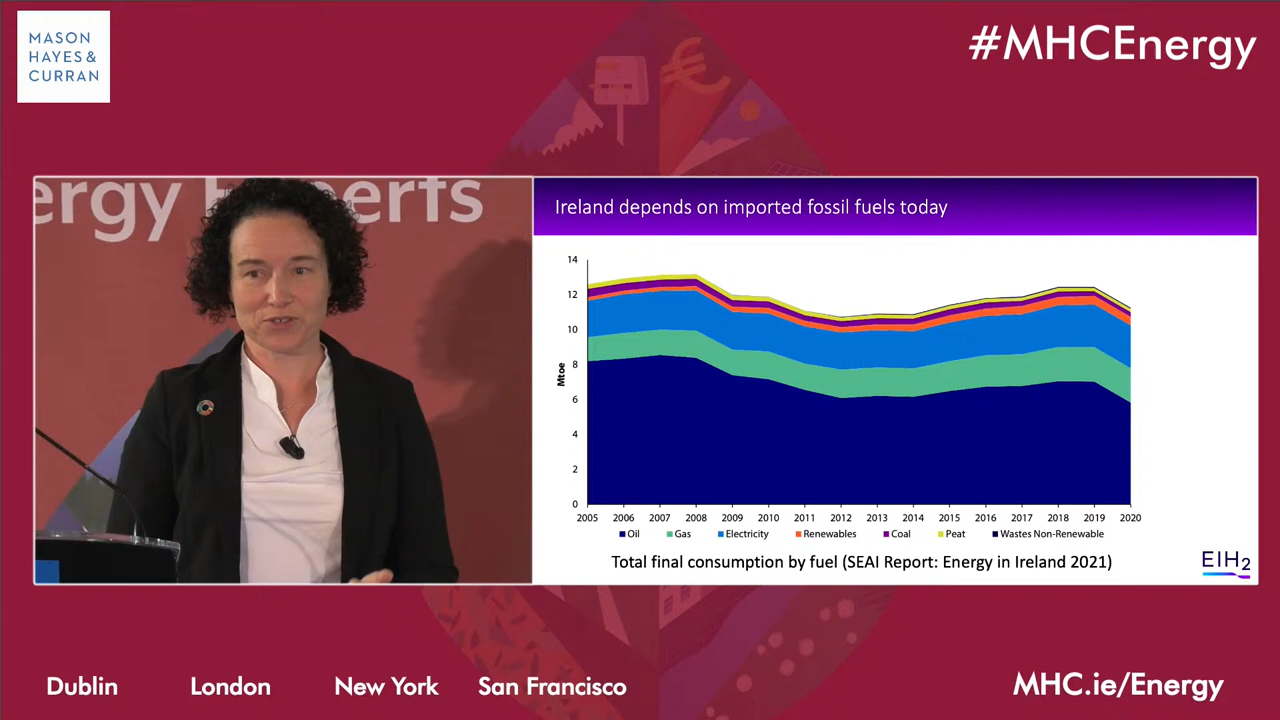 MASON
HAYES &
CURRAN
#MHCEnergy
ergy Experts
Ireland depends on imported fossil fuels today
14
12
10
8
6
4
2
0
Mtoe
2005 2006 2007 2008 2009 2010 2011 2012 2013 2014 2015 2016 2017 2018 2019 2020
Oil Gas Electricity Renewables Coal Peat Wastes Non-Renewable
Total final consumption by fuel (SEAI Report: Energy in Ireland 2021)
EIH2
Dublin London New York San Francisco
MHC.ie/Energy